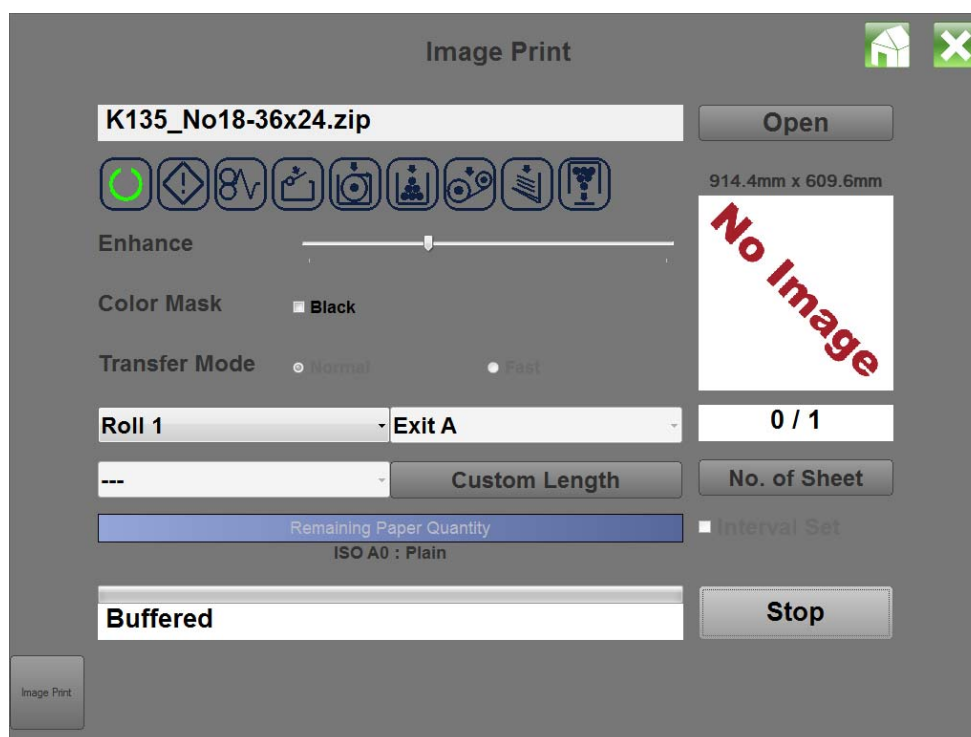 Image Print
K135_No18-36x24.zip
Open
914.4mm x 609.6mm
No Image
Enhance
Color Mask
Black
Transfer Mode
Normal
Fast
Roll 1
Exit A
0 / 1
---
Custom Length
No. of Sheet
Remaining Paper Quantity
Interval Set
ISO A0 : Plain
Buffered
Stop
Image Print